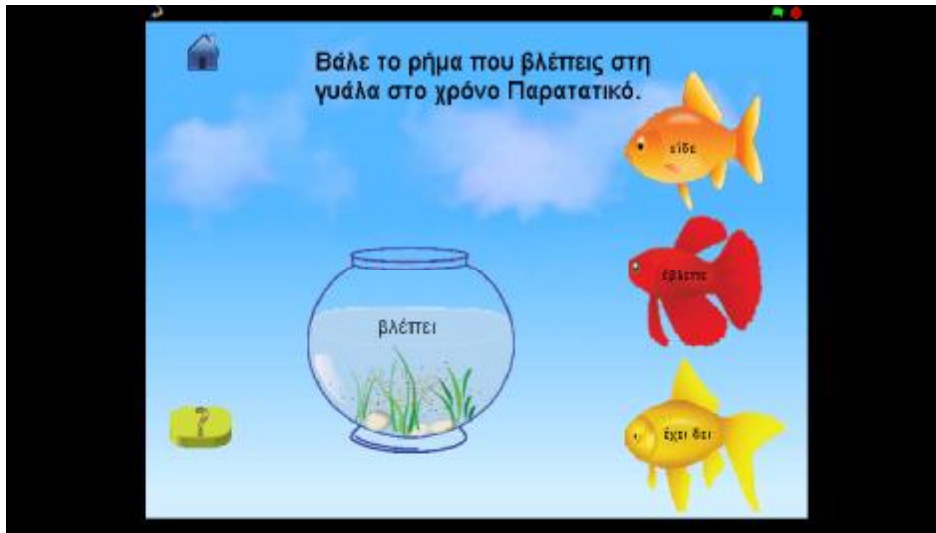 Βάλε το ρήμα που βλέπεις στη
γυάλα στο χρόνο Παρατατικό.
είδε
έβλεπε
βλέπει
έχει δει
?